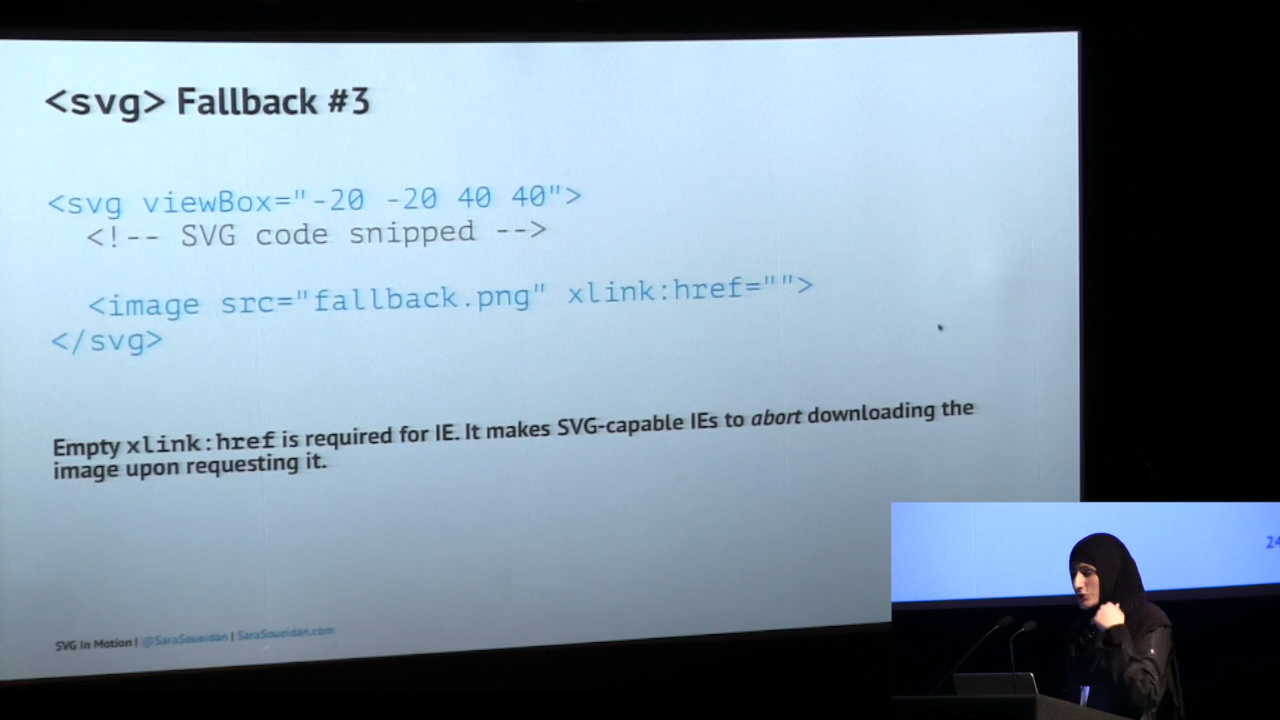 <svg> Fallback #3
<svg viewBox="-20 -20 40 40">
<!-- SVG code snipped -->
<image src="fallback.png" xlink:href="">
</svg>
Empty xlink:href is required for IE. It makes SVG-capable IEs to abort downloading the
image upon requesting it.
SVG In Motion | @SaraSoueidan | SaraSoueidan.com
24